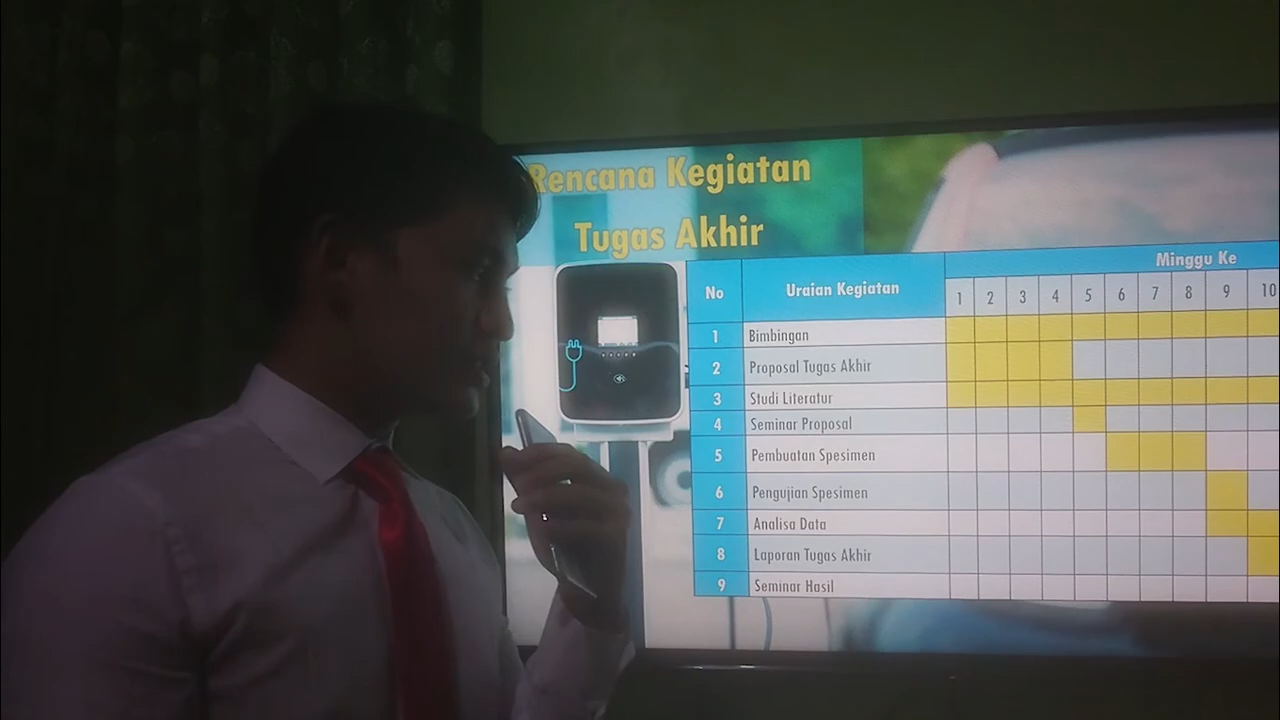 Rencana Kegiatan
Tugas Akhir
No Uraian Kegiatan Minggu Ke
1 2 3 4 5 6 7 8 9 10
1 Bimbingan
2 Proposal Tugas Akhir
3 Studi Literatur
4 Seminar Proposal
5 Pembuatan Spesimen
6 Pengujian Spesimen
7 Analisa Data
8 Laporan Tugas Akhir
9 Seminar Hasil